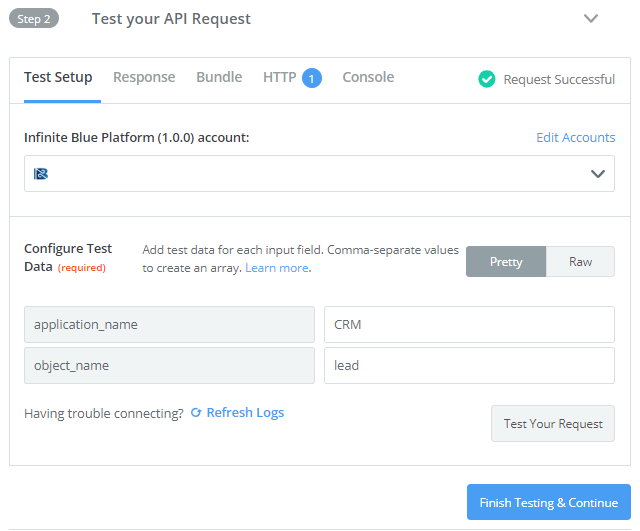 Step 2 Test your API Request
Test Setup Response Bundle HTTP 1 Console Request Successful
Infinite Blue Platform (1.0.0) account: Edit Accounts
Configure Test Data (required)
Add test data for each input field. Comma-separate values
to create an array. Learn more.
Pretty Raw
application_name CRM
object_name lead
Having trouble connecting? Refresh Logs
Test Your Request
Finish Testing & Continue